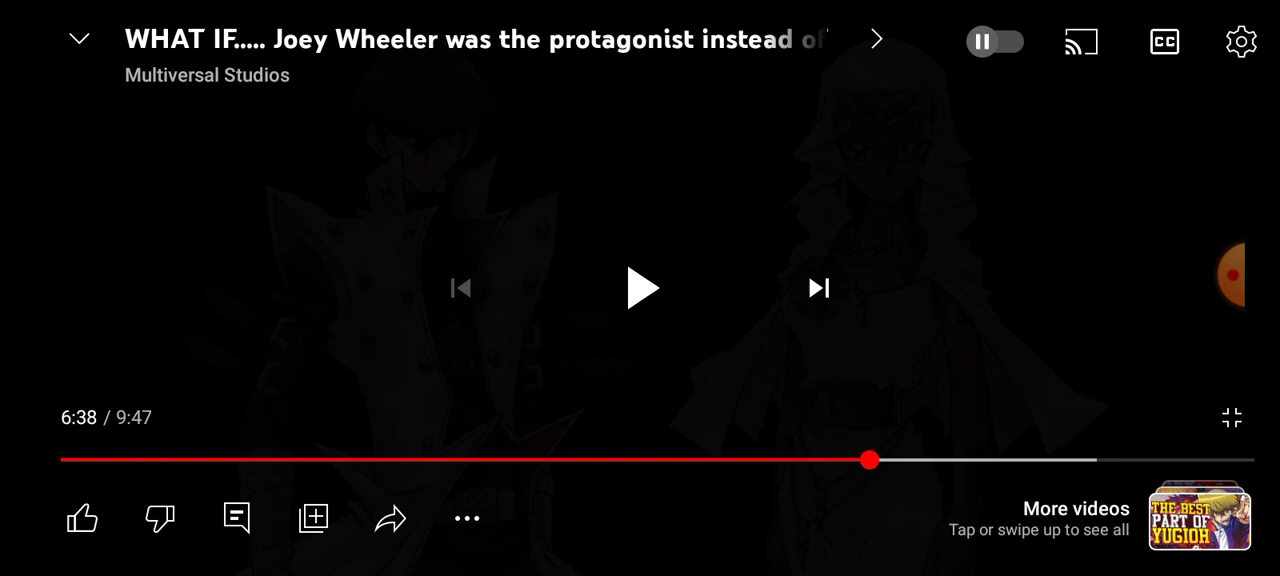 WHAT IF..... Joey Wheeler was the protagonist instead of
Multiversal Studios
CC
6:38 / 9:47
More videos
Tap or swipe up to see all
THE BEST
PART OF
YUGIOH